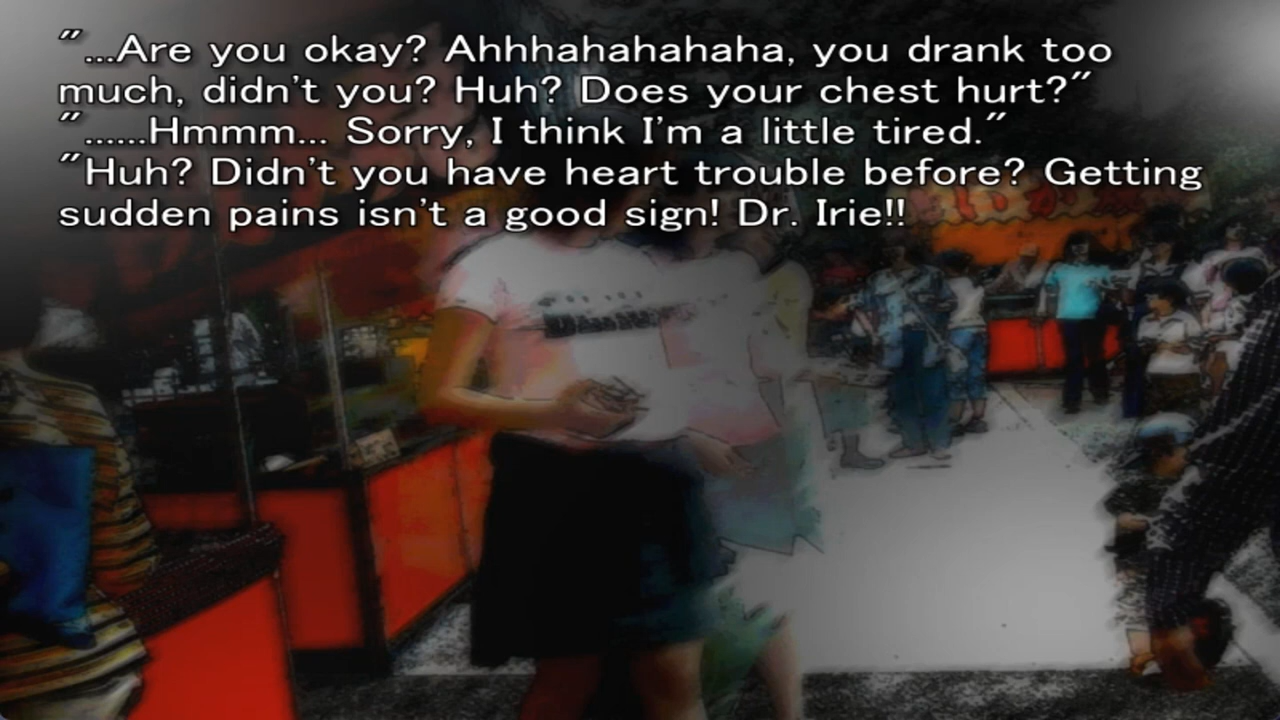 "...Are you okay? Ahhhahahahaha, you drank too
much, didn't you? Huh? Does your chest hurt?"
"......Hmmm... Sorry, I think I'm a little tired."
"Huh? Didn't you have heart trouble before? Getting
sudden pains isn't a good sign! Dr. Irie!!